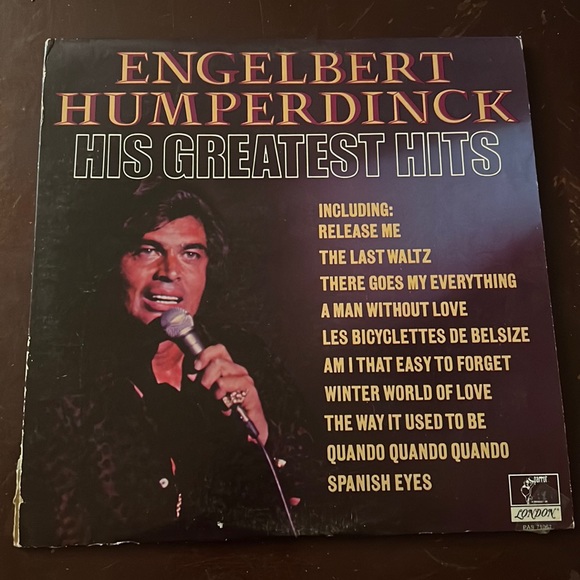 ENGELBERT
HUMPERDINCK
HIS GREATEST HITS
INCLUDING:
RELEASE ME
THE LAST WALTZ
THERE GOES MY EVERYTHING
A MAN WITHOUT LOVE
LES BICYCLETTES DE BELSIZE
AM I THAT EASY TO FORGET
WINTER WORLD OF LOVE
THE WAY IT USED TO BE
QUANDO QUANDO QUANDO
SPANISH EYES
parrot
LONDON